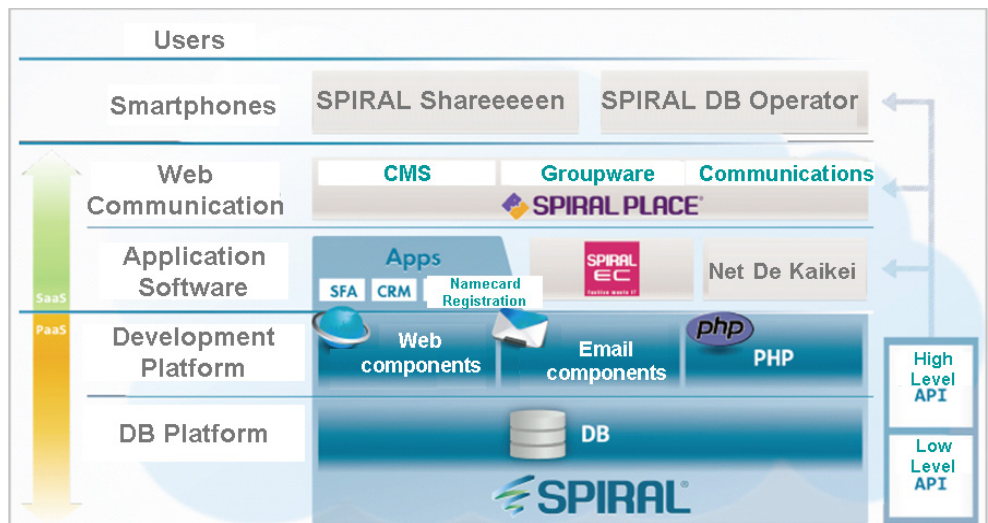 Users
Smartphones
SPIRAL Shareeeeen
SPIRAL DB Operator
Web
Communication
CMS
Groupware
Communications
SPIRAL PLACE®
Application
Software
Apps
SFA
CRM
Namecard
Registration
SPIRAL
EC
Net De Kaikei
SaaS
PaaS
Development
Platform
Web
components
Email
components
php
PHP
High
Level
API
DB Platform
DB
Low
Level
API
SPIRAL®